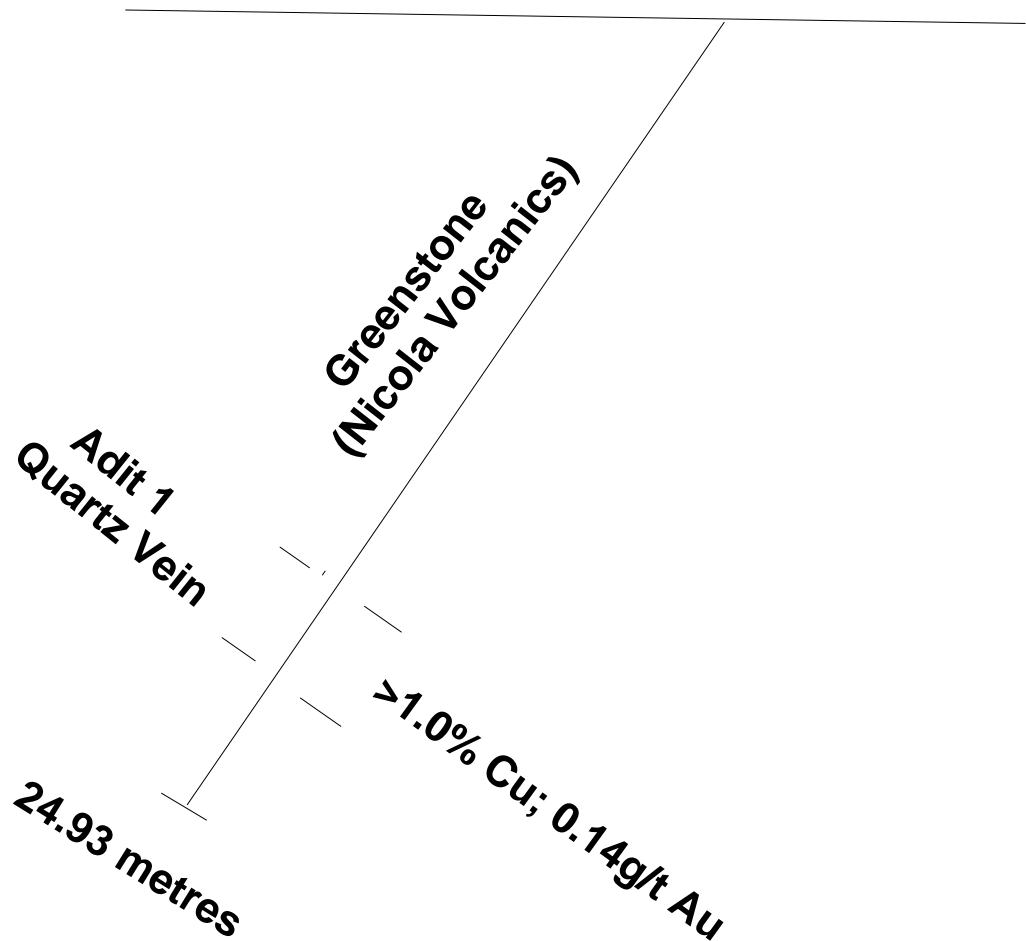 Greenstone
(Nicola Volcanics)
Adit 1
Quartz Vein
>1.0% Cu; 0.14g/t Au
24.93 metres